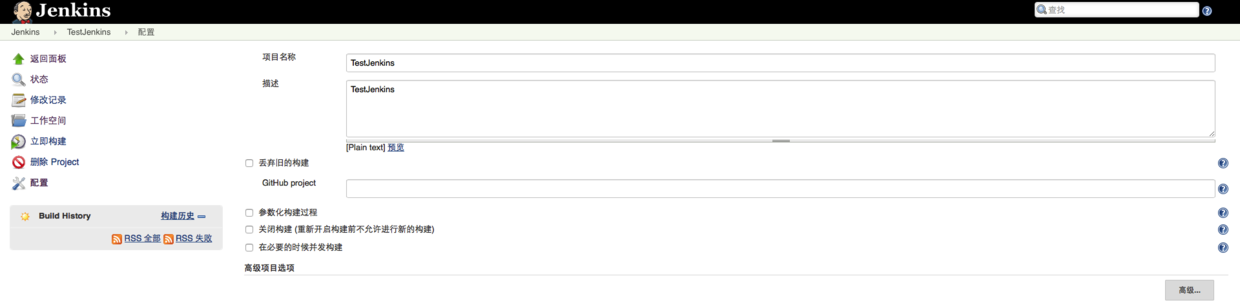 Jenkins
查找
Jenkins TestJenkins 配置
返回面板
状态
修改记录
工作空间
立即构建
删除 Project
配置
Build History 构建历史
RSS 全部 RSS 失败
项目名称 TestJenkins
描述 TestJenkins
[Plain text] 预览
丢弃旧的构建
GitHub project
参数化构建过程
关闭构建 (重新开启构建前不允许进行新的构建)
在必要的时候并发构建
高级项目选项
高级...